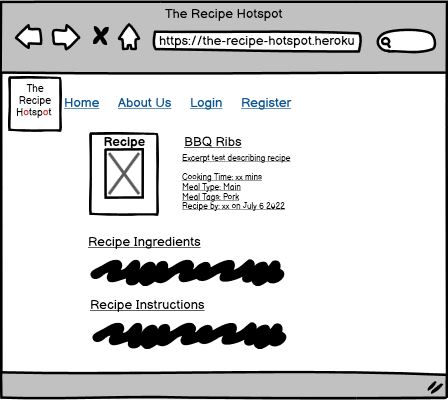 The Recipe Hotspot
https://the-recipe-hotspot.heroku
The
Recipe
Hotspot
Home About Us Login Register
Recipe
BBQ Ribs
Excerpt test describing recipe
Cooking Time: xx mins
Meal Type: Main
Meal Tags: Pork
Recipe by: xx on July 6 2022
Recipe Ingredients
Recipe Instructions